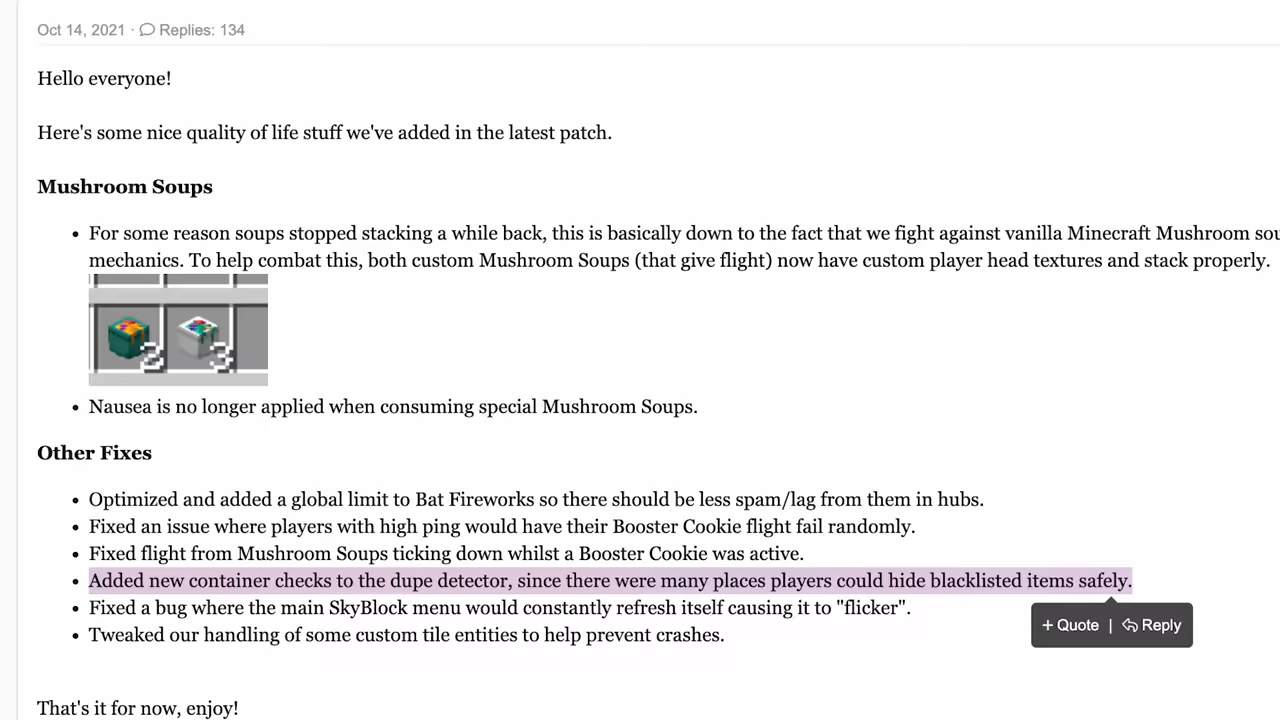 Oct 14, 2021 · Replies: 134
Hello everyone!
Here's some nice quality of life stuff we've added in the latest patch.
Mushroom Soups
• For some reason soups stopped stacking a while back, this is basically down to the fact that we fight against vanilla Minecraft Mushroom sou
mechanics. To help combat this, both custom Mushroom Soups (that give flight) now have custom player head textures and stack properly.
2 3
• Nausea is no longer applied when consuming special Mushroom Soups.
Other Fixes
• Optimized and added a global limit to Bat Fireworks so there should be less spam/lag from them in hubs.
• Fixed an issue where players with high ping would have their Booster Cookie flight fail randomly.
• Fixed flight from Mushroom Soups ticking down whilst a Booster Cookie was active.
• Added new container checks to the dupe detector, since there were many places players could hide blacklisted items safely.
• Fixed a bug where the main SkyBlock menu would constantly refresh itself causing it to "flicker".
+ Quote | Reply
• Tweaked our handling of some custom tile entities to help prevent crashes.
That's it for now, enjoy!